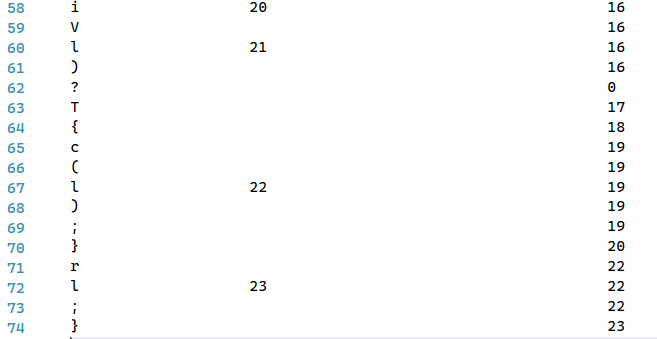 58 i 20 16
59 V 16
60 l 21 16
61 ) 16
62 ? 0
63 T 17
64 { 18
65 c 19
66 ( 19
67 l 22 19
68 ) 19
69 ; 19
70 } 20
71 r 22
72 l 23 22
73 ; 22
74 } 23